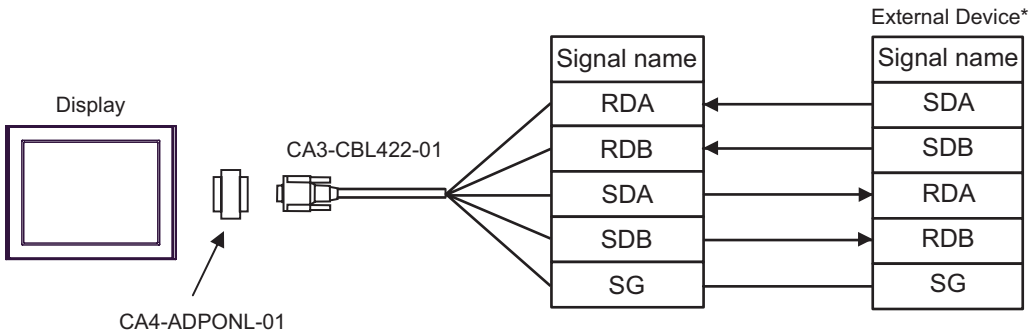 External Device*
Signal name
Signal name
Display
RDA
SDA
CA3-CBL422-01
RDB
SDB
SDA
RDA
SDB
RDB
SG
SG
CA4-ADPONL-01